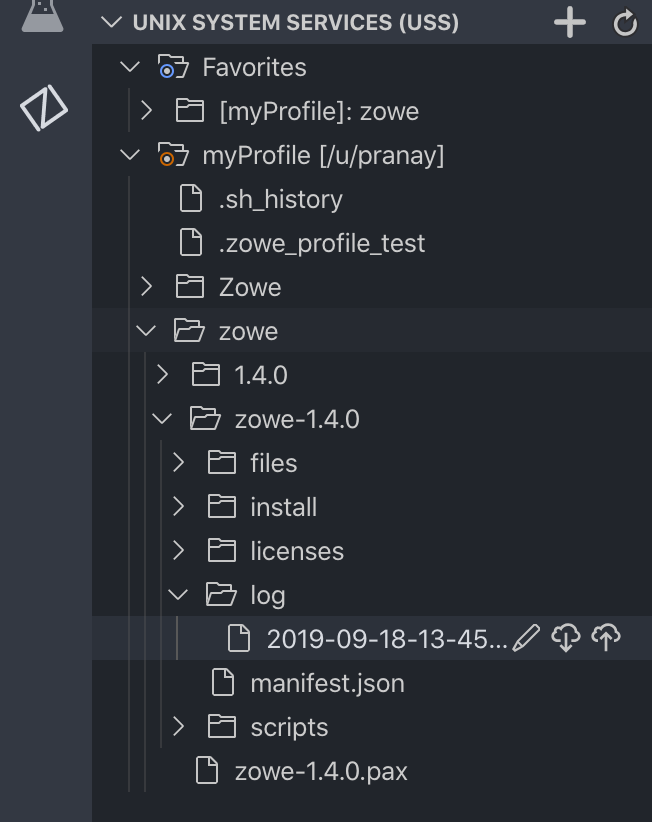 UNIX SYSTEM SERVICES (USS)
Favorites
[myProfile]: zowe
myProfile [/u/pranay]
.sh_history
.zowe_profile_test
Zowe
zowe
1.4.0
zowe-1.4.0
files
install
licenses
log
2019-09-18-13-45...
manifest.json
scripts
zowe-1.4.0.pax